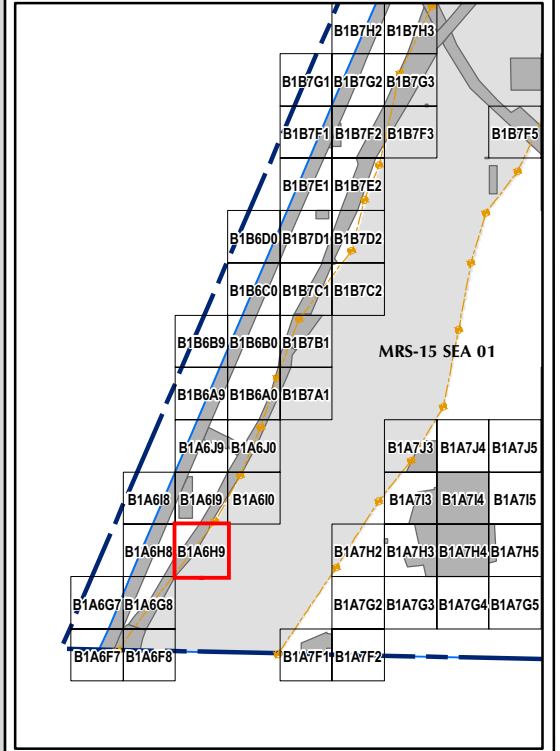 B1B7H2 B1B7H3
B1B7G1 B1B7G2 B1B7G3
B1B7F1 B1B7F2 B1B7F3 B1B7F5
B1B7E1 B1B7E2
B1B6D0 B1B7D1 B1B7D2
B1B6C0 B1B7C1 B1B7C2
B1B6B9 B1B6B0 B1B7B1
MRS-15 SEA 01
B1B6A9 B1B6A0 B1B7A1
B1A6J9 B1A6J0 B1A7J3 B1A7J4 B1A7J5
B1A6I8 B1A6I9 B1A6I0 B1A7I3 B1A7I4 B1A7I5
B1A6H8 B1A6H9 B1A7H2 B1A7H3 B1A7H4 B1A7H5
B1A6G7 B1A6G8 B1A7G2 B1A7G3 B1A7G4 B1A7G5
B1A6F7 B1A6F8 B1A7F1 B1A7F2